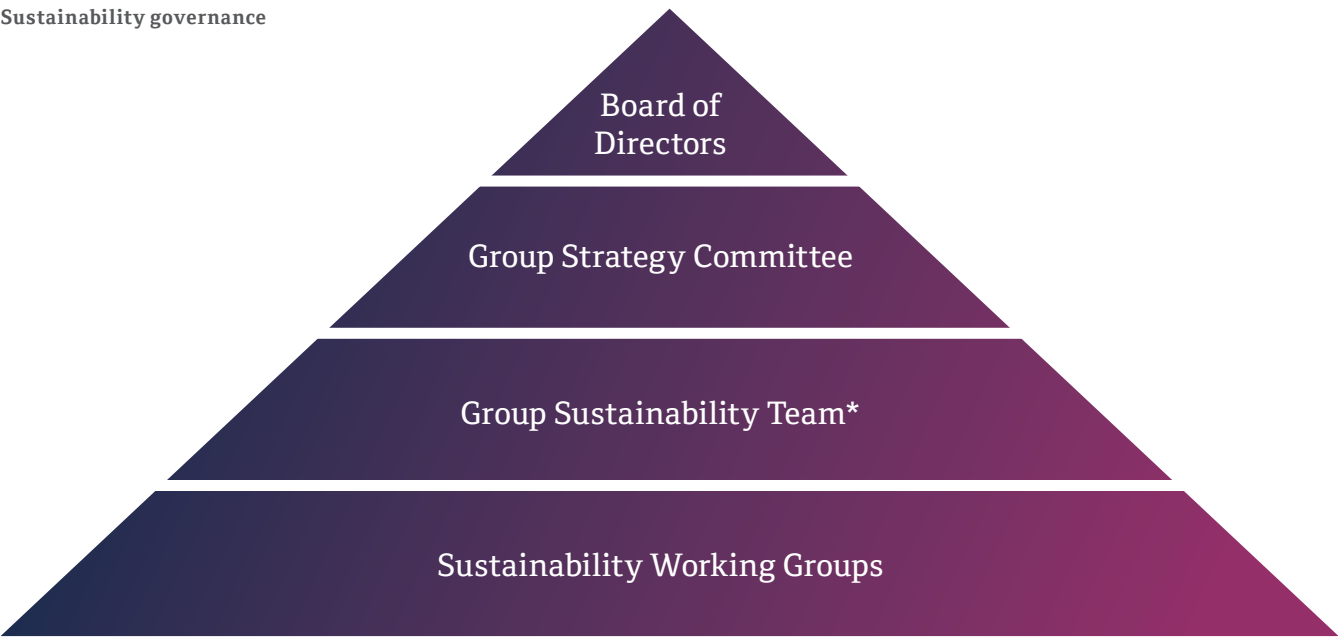 Sustainability governance
Board of
Directors
Group Strategy Committee
Group Sustainability Team*
Sustainability Working Groups